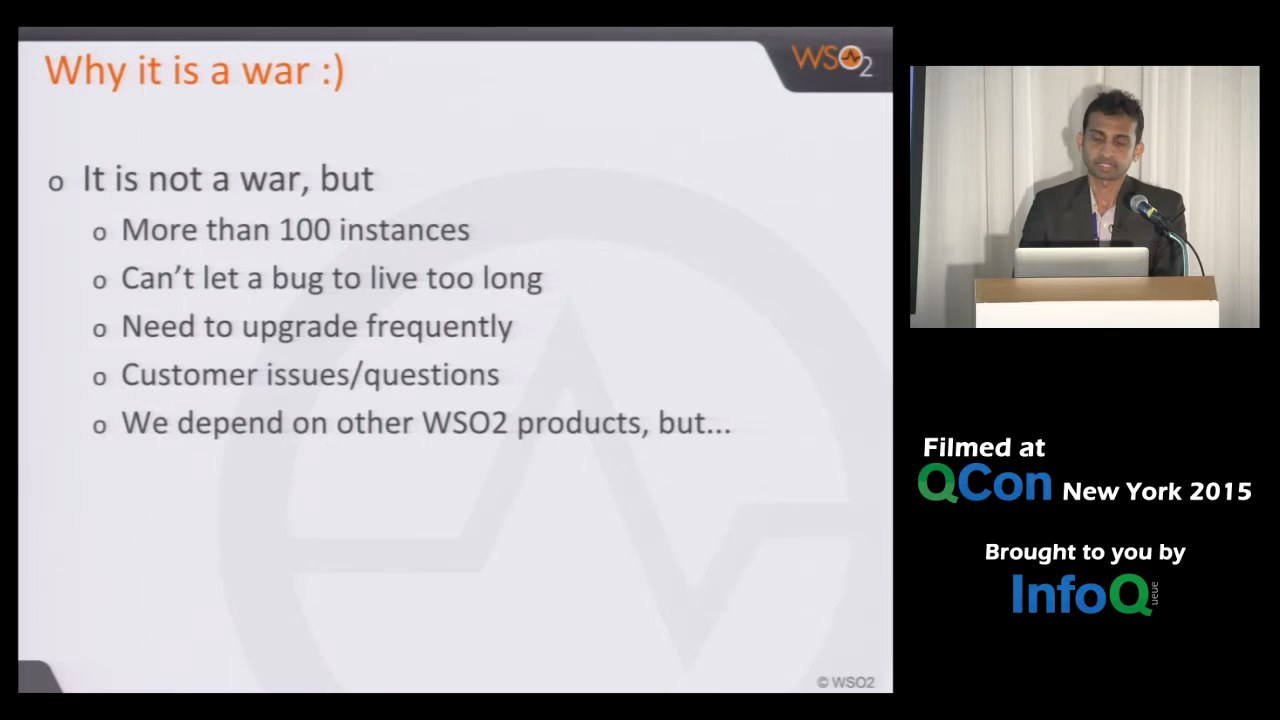 Why it is a war :)
WSO2
o It is not a war, but
o More than 100 instances
o Can't let a bug to live too long
o Need to upgrade frequently
o Customer issues/questions
o We depend on other WSO2 products, but...
© WSO2
Filmed at
QCon New York 2015
Brought to you by
InfoQ
ueue